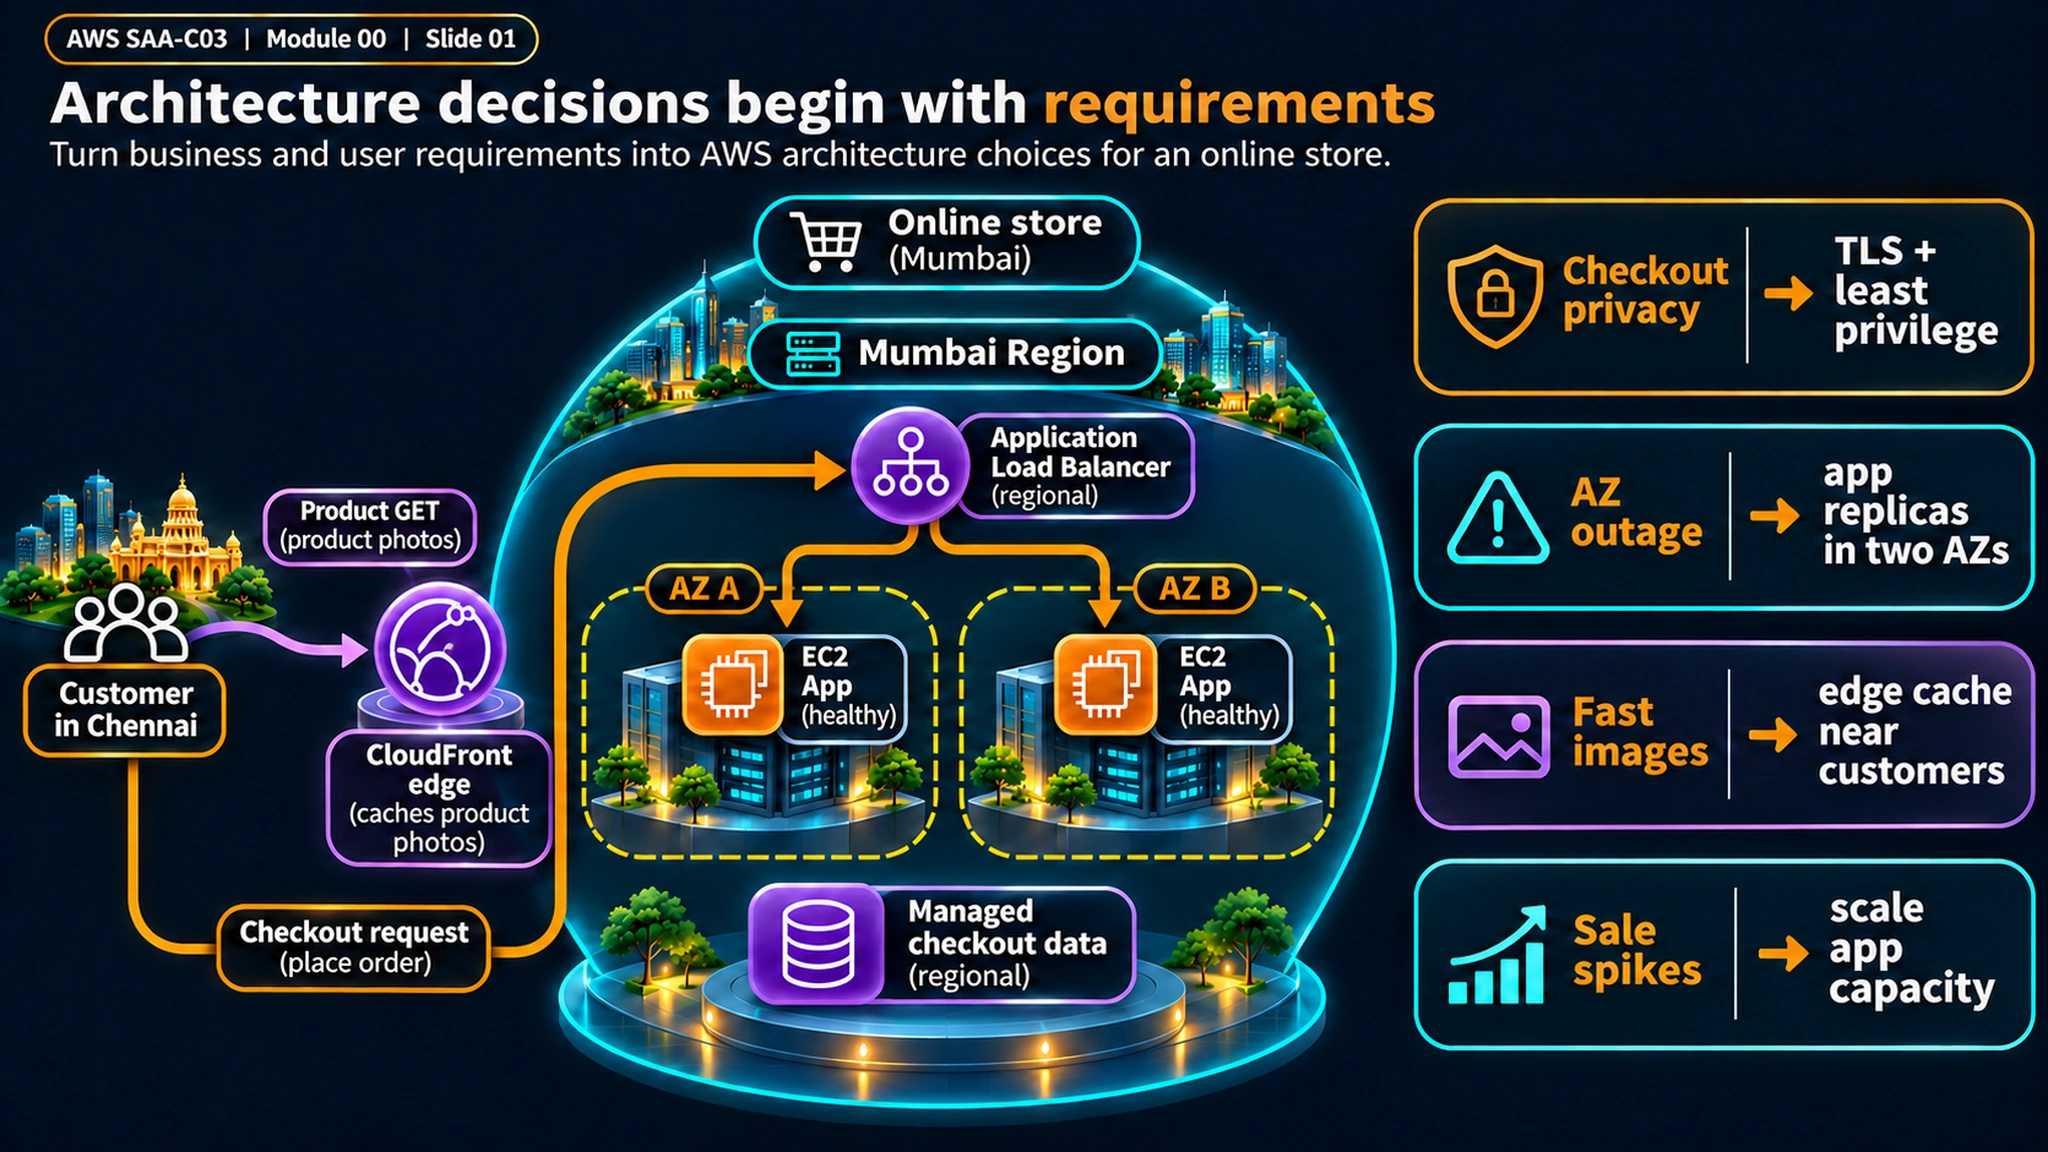 AWS SAA-C03 | Module 00 | Slide 01
Architecture decisions begin with requirements
Turn business and user requirements into AWS architecture choices for an online store.
Online store
(Mumbai)
Mumbai Region
Application
Load Balancer
(regional)
Product GET
(product photos)
Customer
in Chennai
CloudFront
edge
(caches product
photos)
Checkout request
(place order)
AZ A
EC2
App
(healthy)
AZ B
EC2
App
(healthy)
Managed
checkout data
(regional)
Checkout
privacy
TLS +
least
privilege
AZ
outage
app
replicas
in two AZs
Fast
images
edge cache
near
customers
Sale
spikes
scale
app
capacity